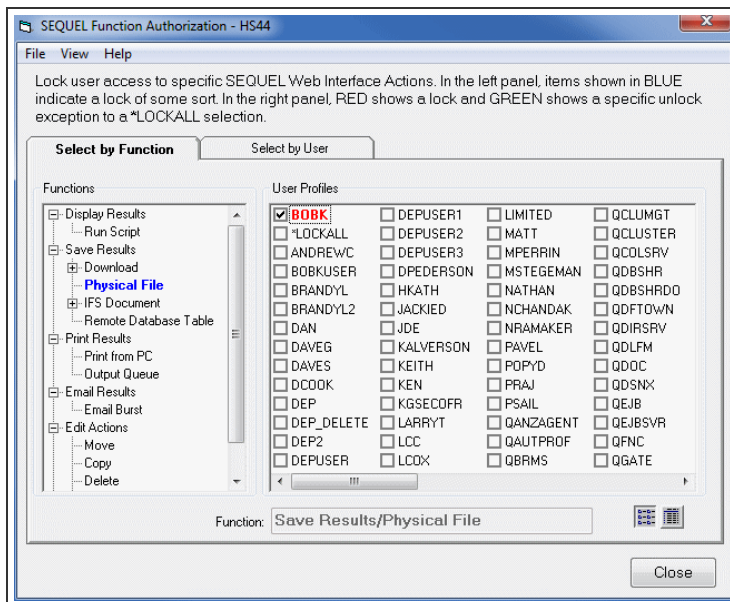 SEQUEL Function Authorization - HS44
File View Help
Lock user access to specific SEQUEL Web Interface Actions. In the left panel, items shown in BLUE
indicate a lock of some sort. In the right panel, RED shows a lock and GREEN shows a specific unlock
exception to a *LOCKALL selection.
Select by Function
Select by User
Functions
Display Results
Run Script
Save Results
Download
Physical File
IFS Document
Remote Database Table
Print Results
Print from PC
Output Queue
Email Results
Email Burst
Edit Actions
Move
Copy
Delete
User Profiles
BOBK
*LOCKALL
ANDREWC
BOBKUSER
BRANDYL
BRANDYL2
DAN
DAVEG
DAVES
DCOOK
DEP
DEP_DELETE
DEP2
DEPUSER
DEPUSER1
DEPUSER2
DEPUSER3
DPEDERSON
HKATH
JACKIED
JDE
KALVERSON
KEITH
KEN
KGSECOFR
LARRYT
LCC
LCOX
LIMITED
MATT
MPERRIN
MSTEGEMAN
NATHAN
NCHANDAK
NRAMAKER
PAVEL
POPYD
PRAJ
PSAIL
QANZAGENT
QAUTPROF
QBRMS
QCLUMGT
QCLUSTER
QCOLSRV
QDBSHR
QDBSHRDO
QDFTOWN
QDIRSRV
QDLFM
QDOC
QDSNX
QEJB
QEJBSVR
QFNC
QGATE
Function: Save Results/Physical File
Close